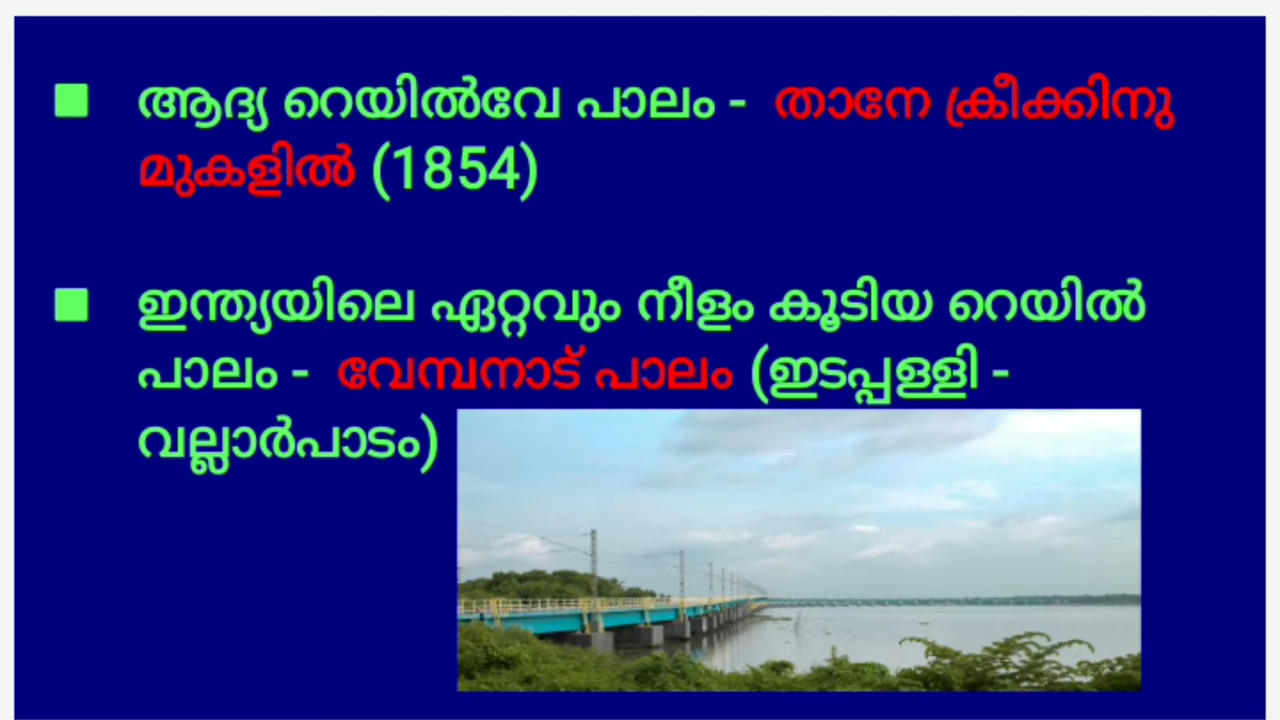 ആദ്യ റെയിൽവേ പാലം - താനേ ക്രീക്കിനു
മുകളിൽ (1854)
ഇന്ത്യയിലെ ഏറ്റവും നീളം കൂടിയ റെയിൽ
പാലം - വേമ്പനാട് പാലം (ഇടപ്പള്ളി -
വല്ലാർപാടം)